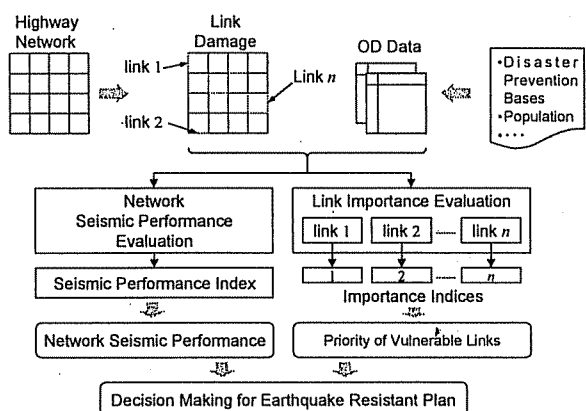 Highway
Network
Link
Damage
link 1
Link n
link 2
OD Data
•Disaster
Prevention
Bases
•Population
•‥‥
Network
Seismic Performance
Evaluation
Link Importance Evaluation
link 1
link 2
link n
Seismic Performance Index
1
2
n
Importance Indices
Network Seismic Performance
Priority of Vulnerable Links
Decision Making for Earthquake Resistant Plan